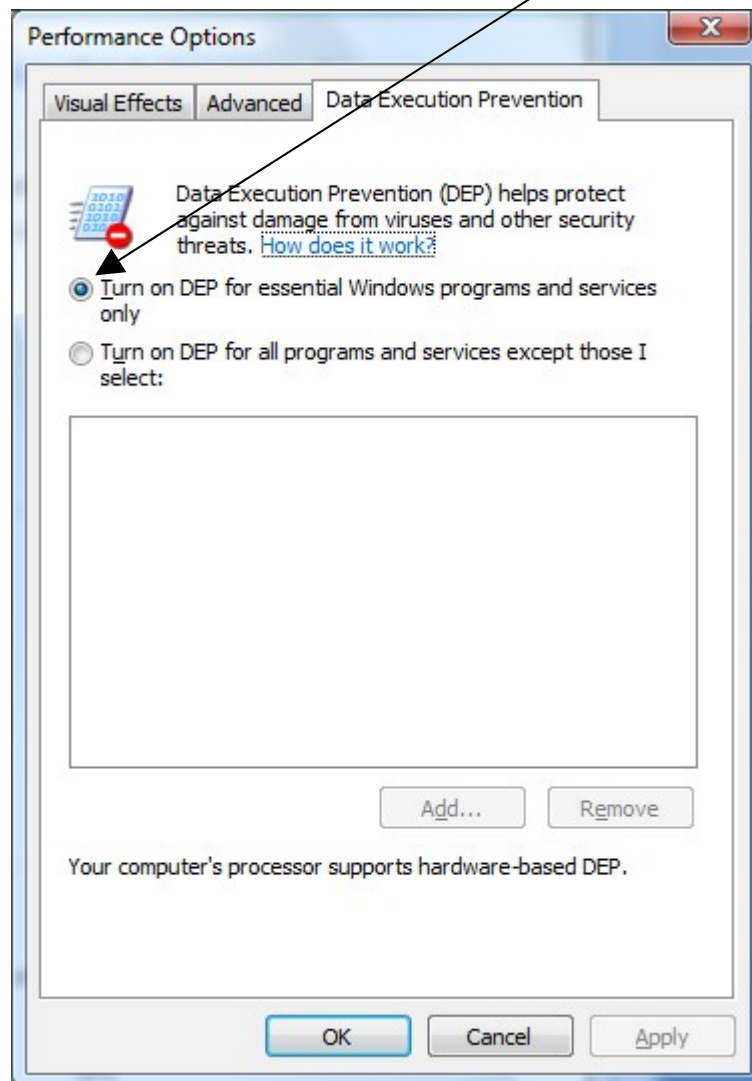 Performance Options
Visual Effects Advanced Data Execution Prevention
Data Execution Prevention (DEP) helps protect
against damage from viruses and other security
threats. How does it work?
Turn on DEP for essential Windows programs and services
only
Turn on DEP for all programs and services except those I
select:
Add... Remove
Your computer's processor supports hardware-based DEP.
OK Cancel Apply